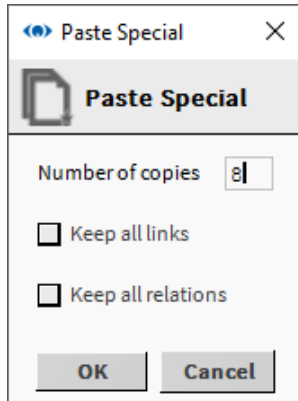 Paste Special
Paste Special
Number of copies 8
Keep all links
Keep all relations
OK Cancel